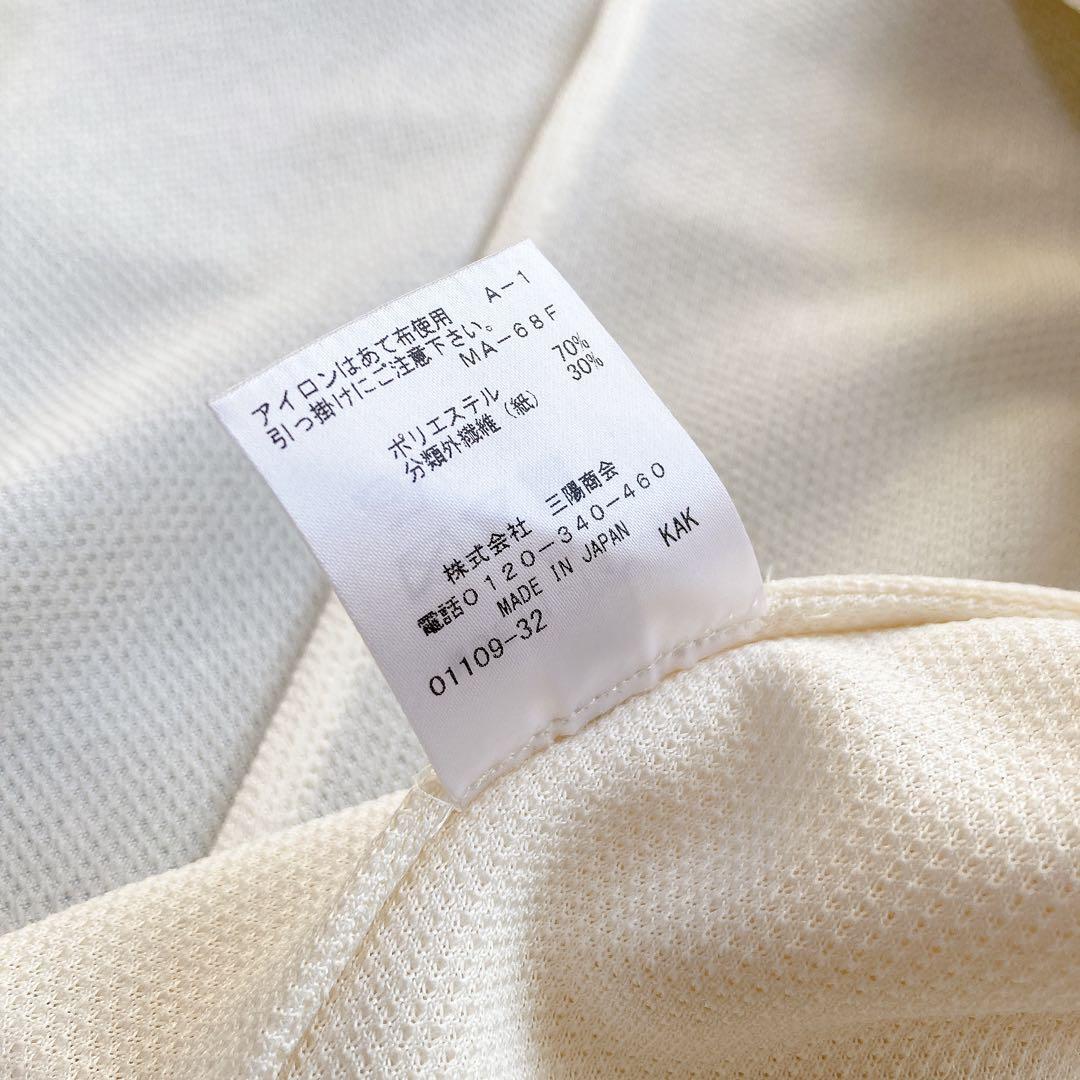 アイロンはあて布使用 A-1
引っ掛けにご注意下さい。
MA-68F
ポリエステル 70%
分類外繊維(紙) 30%
株式会社 三陽商会
電話0120-340-460
MADE IN JAPAN KAK
01109-32